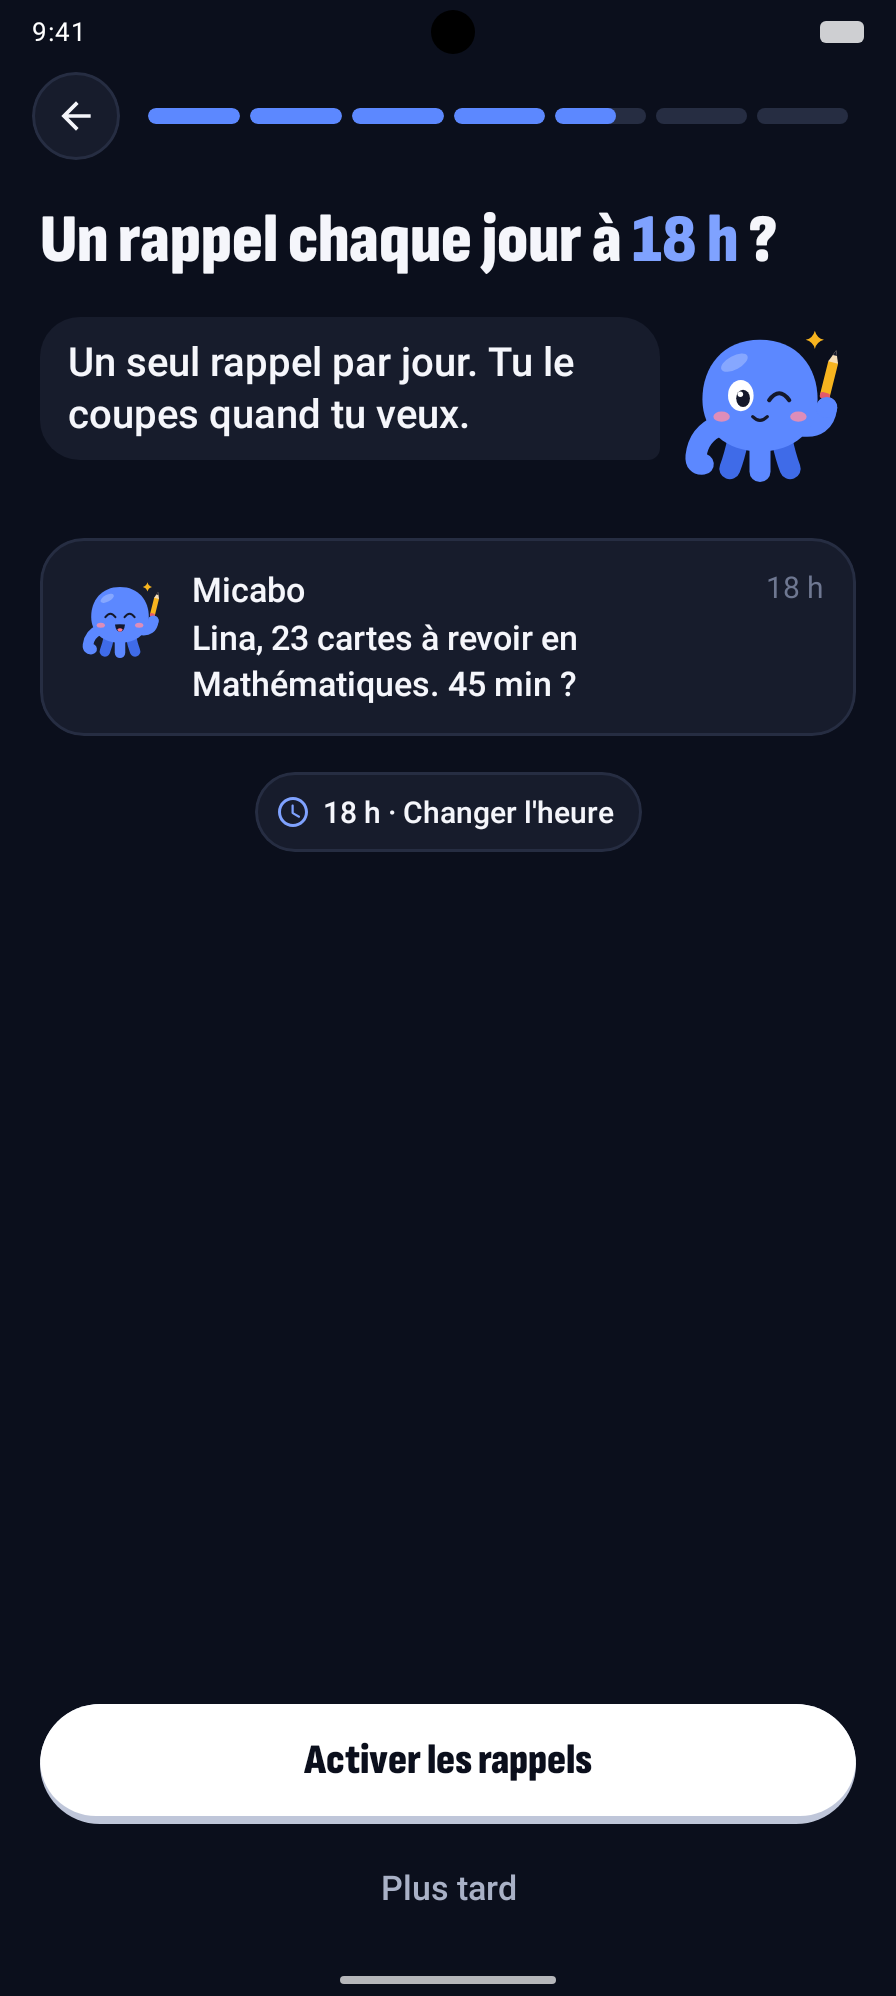 9:41
Un rappel chaque jour à 18 h ?
Un seul rappel par jour. Tu le
coupes quand tu veux.
Micabo
18 h
Lina, 23 cartes à revoir en
Mathématiques. 45 min ?
18 h · Changer l'heure
Activer les rappels
Plus tard